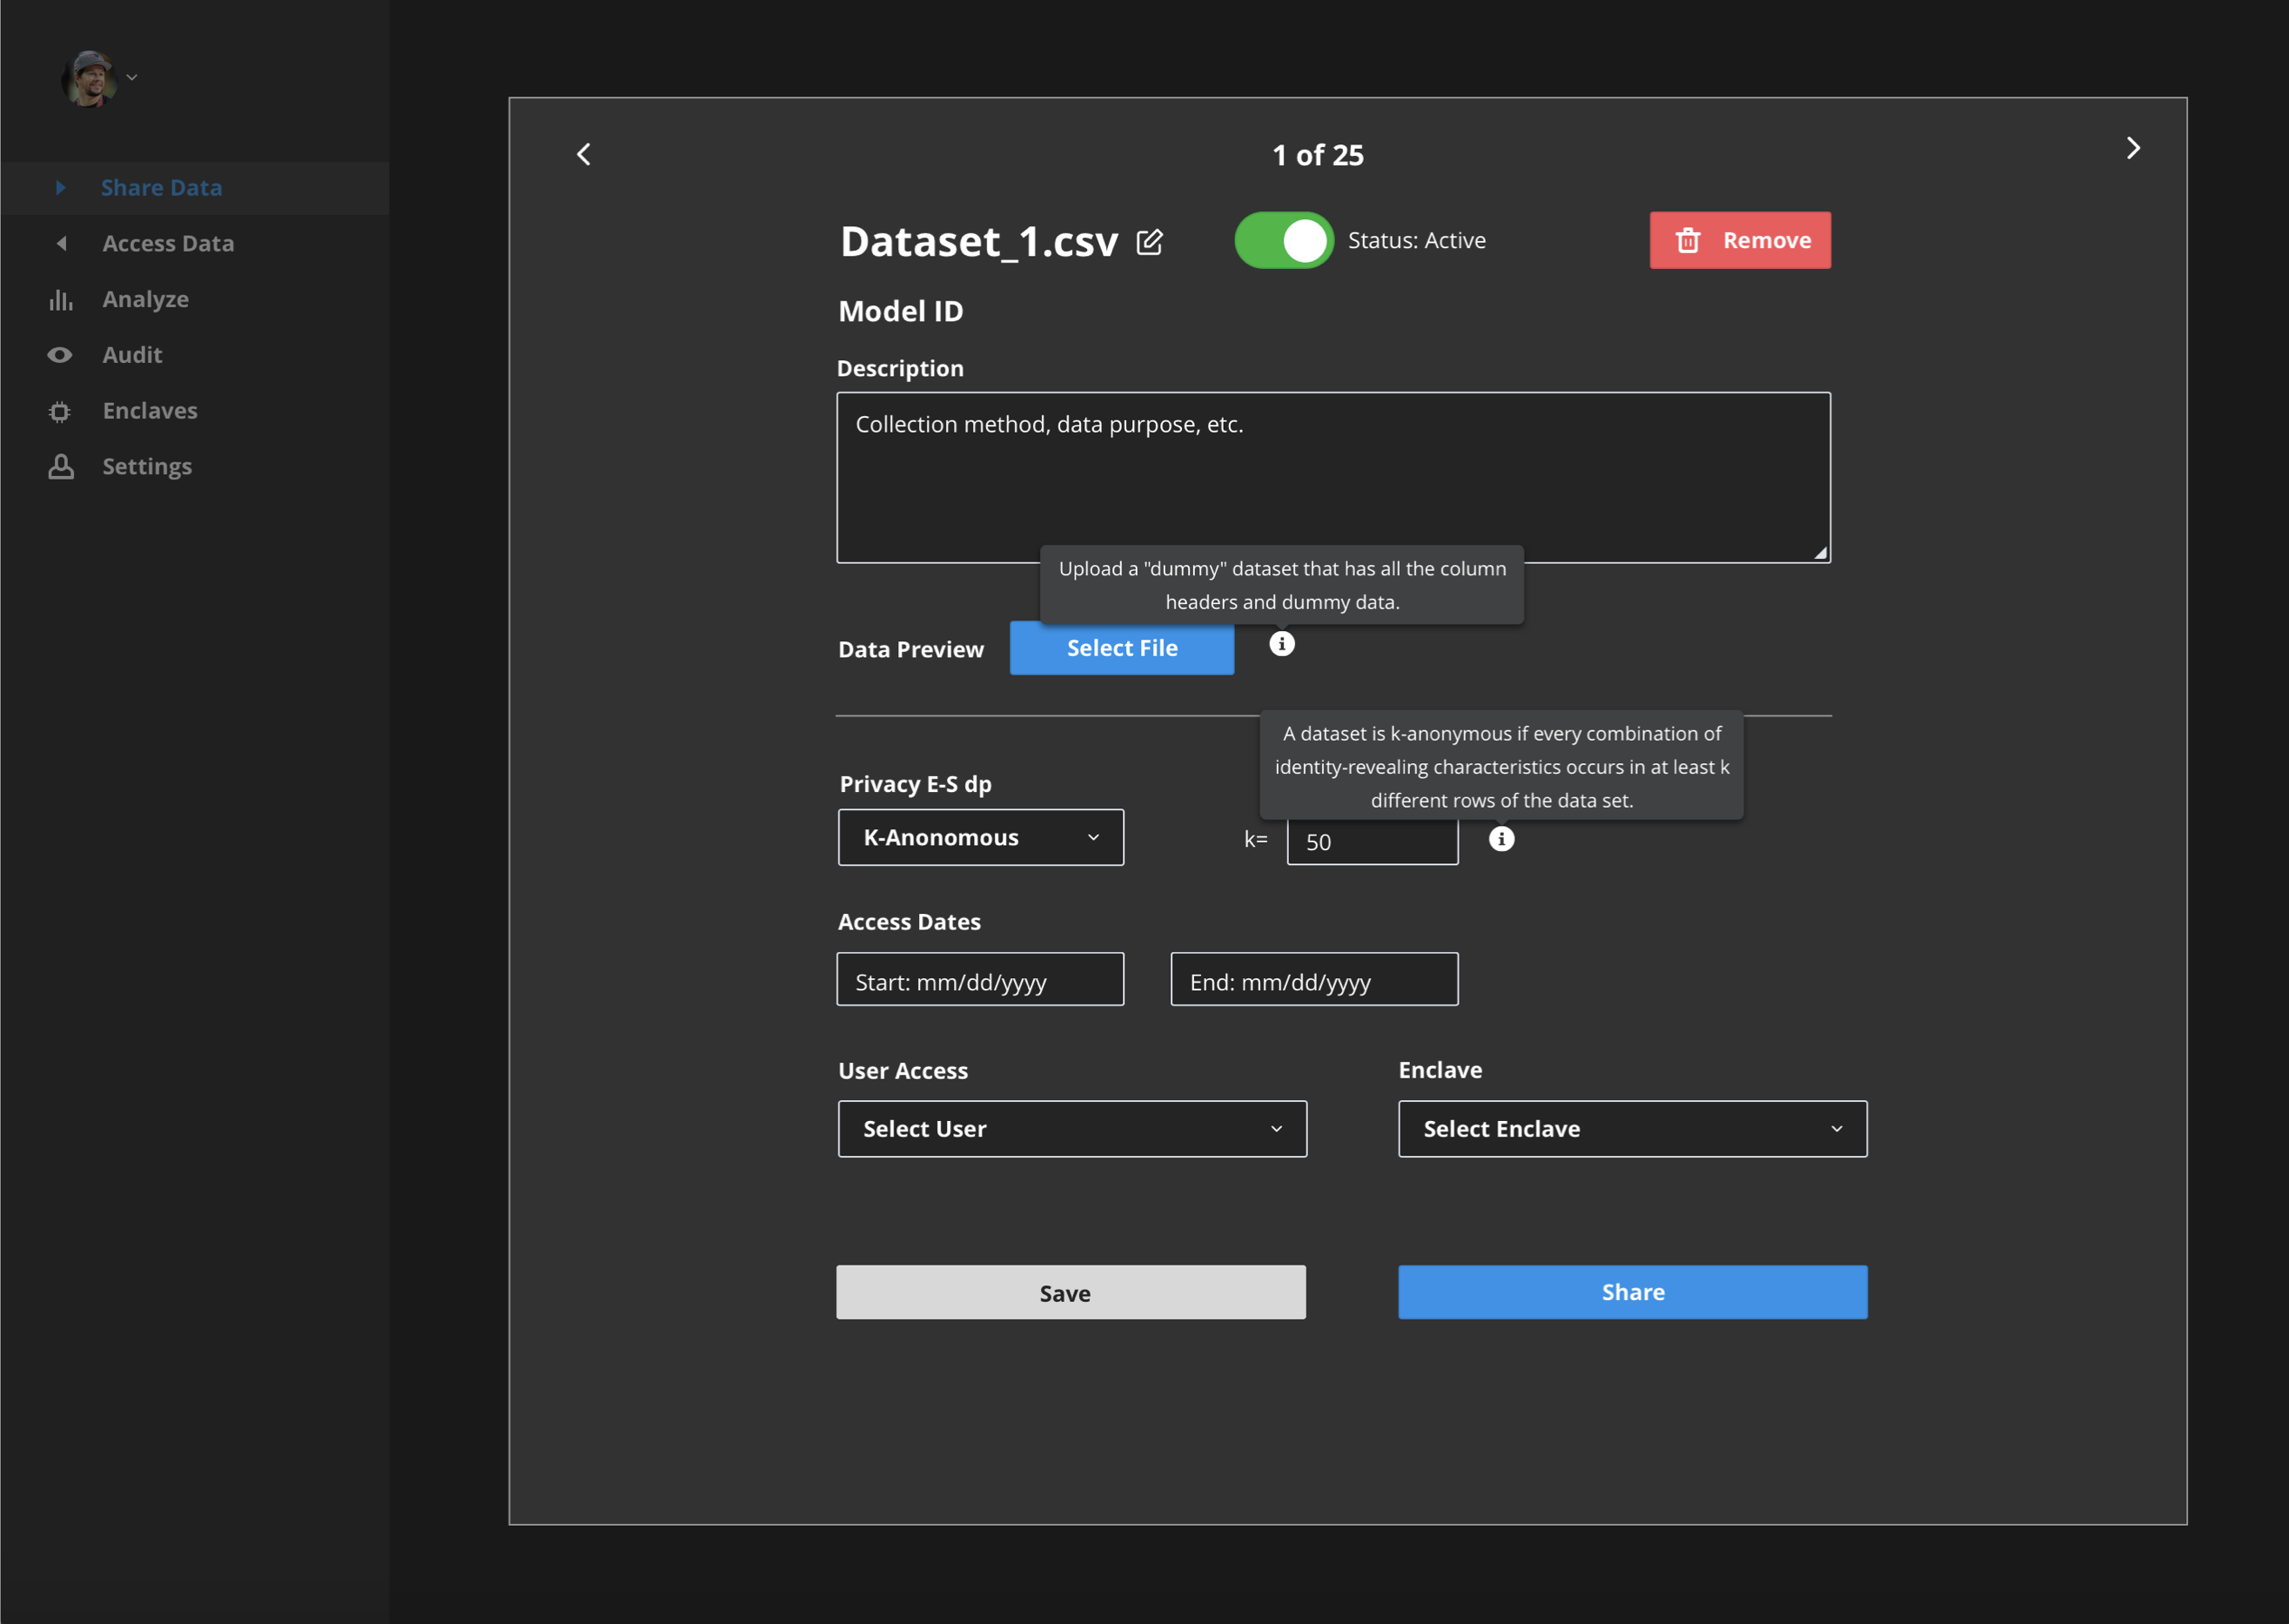 Share Data
Access Data
Analyze
Audit
Enclaves
Settings
1 of 25
Dataset_1.csv
Status: Active
Remove
Model ID
Description
Collection method, data purpose, etc.
Upload a "dummy" dataset that has all the column
headers and dummy data.
Data Preview
Select File
A dataset is k-anonymous if every combination of
identity-revealing characteristics occurs in at least k
different rows of the data set.
Privacy E-S dp
K-Anonomous
k=
50
Access Dates
Start: mm/dd/yyyy
End: mm/dd/yyyy
User Access
Enclave
Select User
Select Enclave
Save
Share